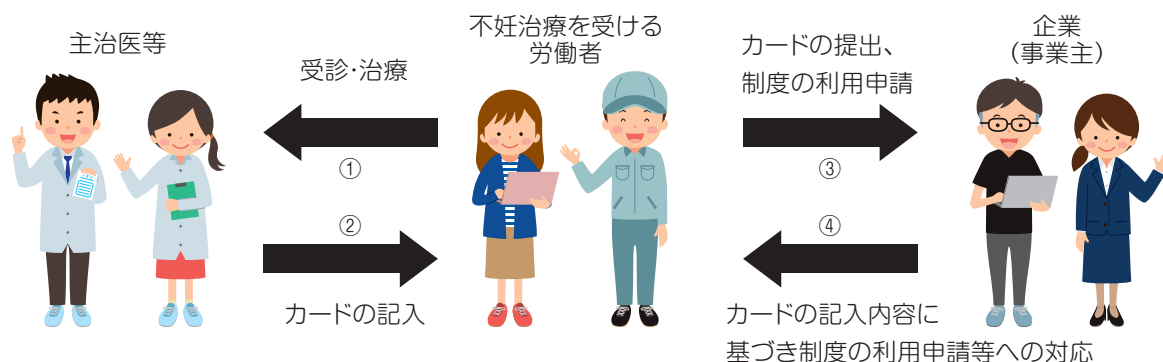 主治医等
不妊治療を受ける
労働者
企業
(事業主)
受診・治療
①
②
カードの記入
カードの提出、
制度の利用申請
③
④
カードの記入内容に
基づき制度の利用申請等への対応